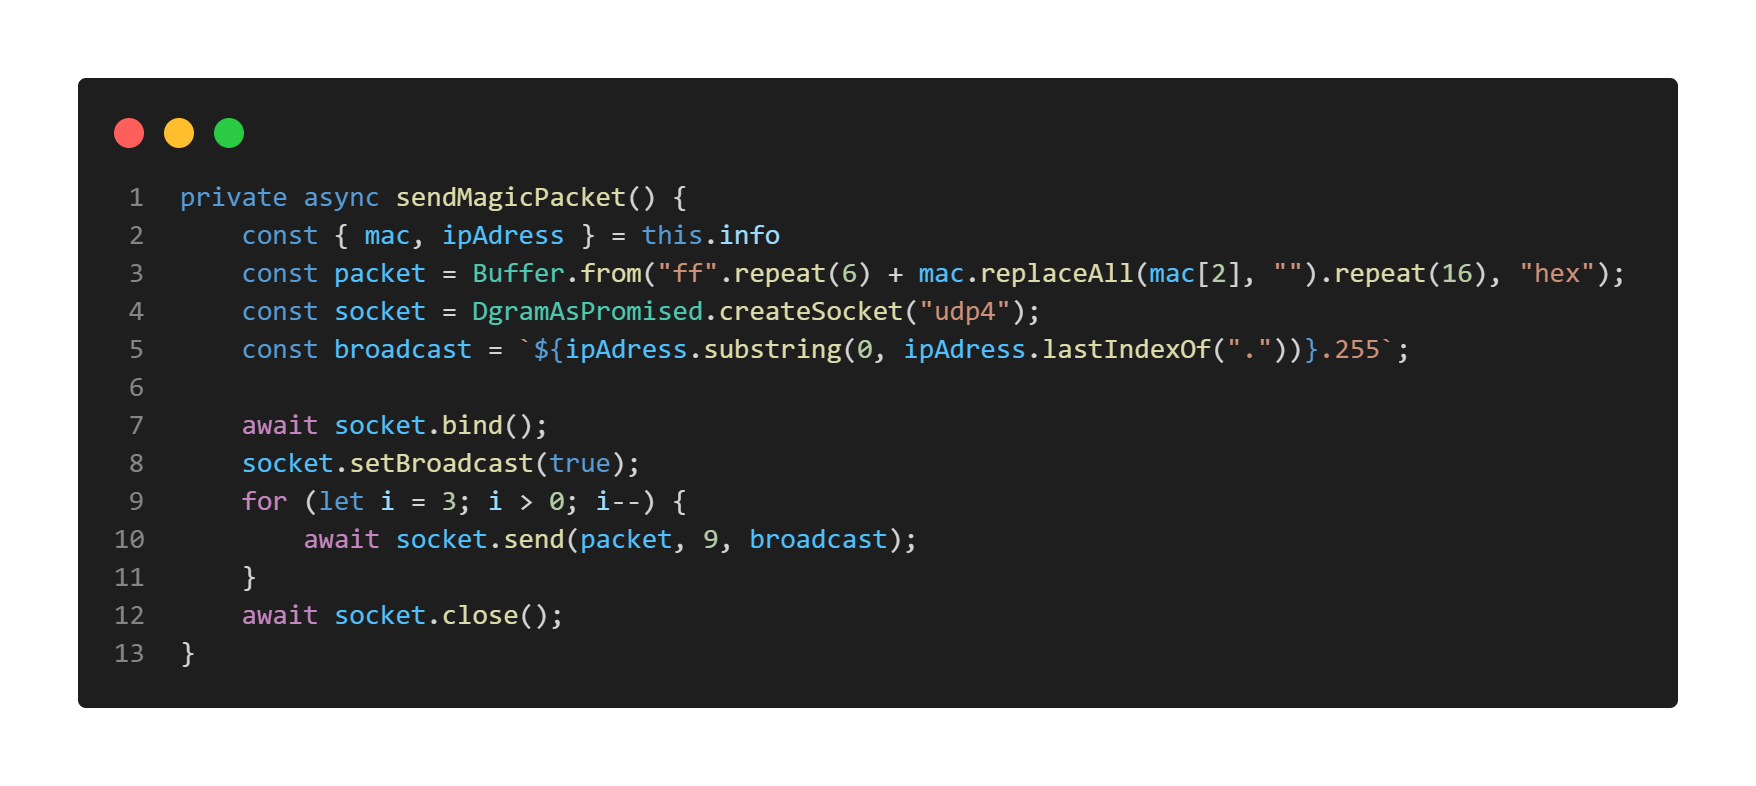 1 private async sendMagicPacket() {
2     const { mac, ipAdress } = this.info
3     const packet = Buffer.from("ff".repeat(6) + mac.replaceAll(mac[2], "").repeat(16), "hex");
4     const socket = DgramAsPromised.createSocket("udp4");
5     const broadcast = `${ipAdress.substring(0, ipAdress.lastIndexOf("."))}.255`;
6
7     await socket.bind();
8     socket.setBroadcast(true);
9     for (let i = 3; i > 0; i--) {
10         await socket.send(packet, 9, broadcast);
11     }
12     await socket.close();
13 }